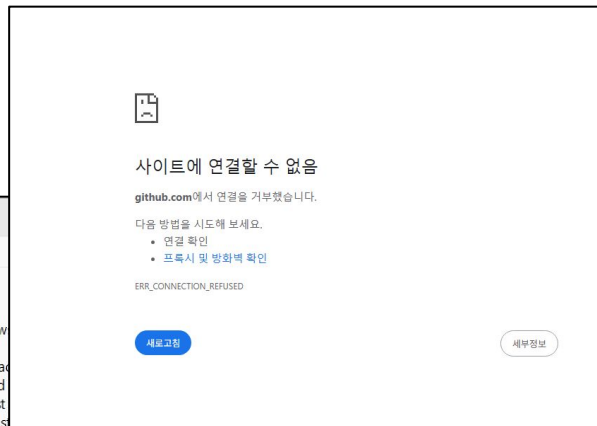 사이트에 연결할 수 없음
github.com에서 연결을 거부했습니다.
다음 방법을 시도해 보세요.
• 연결 확인
• 프록시 및 방화벽 확인
ERR_CONNECTION_REFUSED
새로고침
세부정보